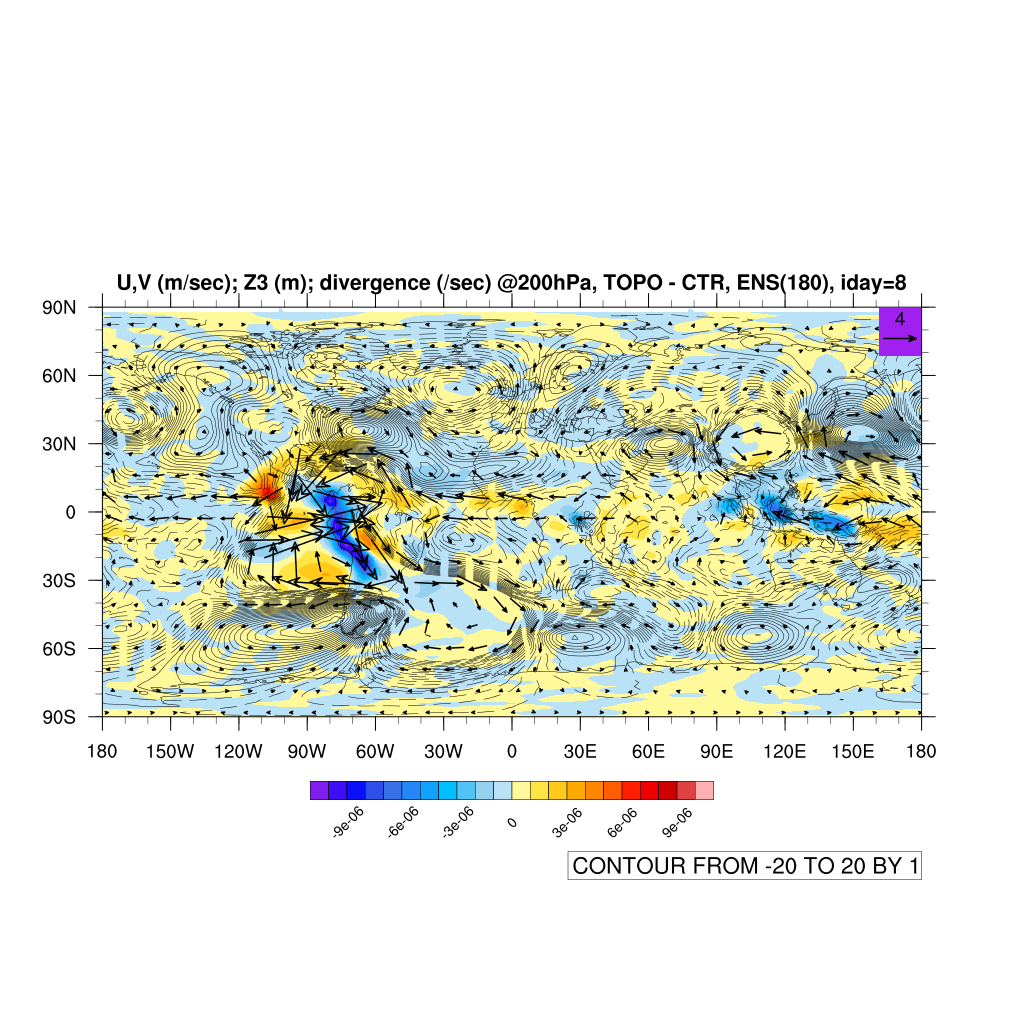 U,V (m/sec); Z3 (m); divergence (/sec) @200hPa, TOPO - CTR, ENS(180), iday=8
4
90N
60N
30N
0
30S
60S
90S
180 150W 120W 90W 60W 30W 0 30E 60E 90E 120E 150E 180
-9e-06 -6e-06 -3e-06 0 3e-06 6e-06 9e-06
CONTOUR FROM -20 TO 20 BY 1